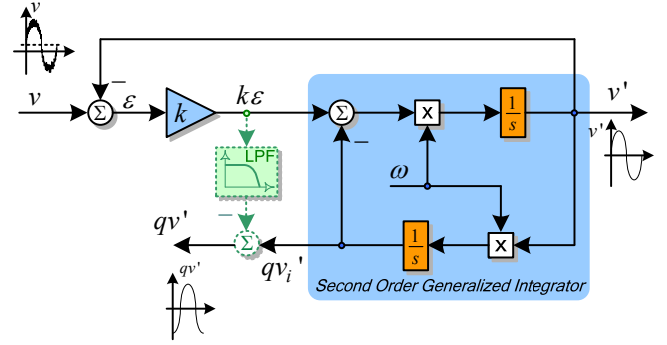 v
v ε k kε Σ
− Σ
−
x
1/s
v'
v'
LPF
ω
−
qv' Σ qv_i'
1/s
x
qv'
Second Order Generalized Integrator